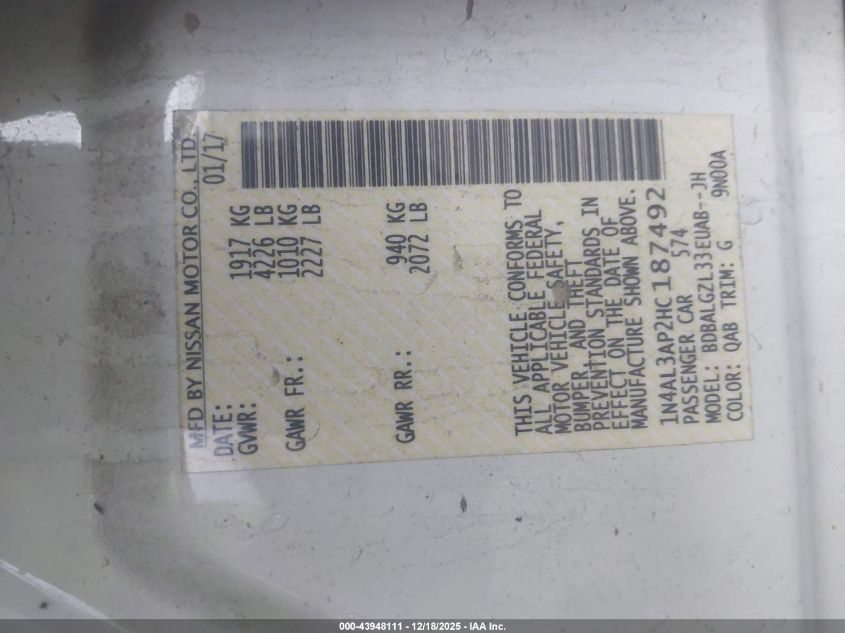 MFD BY NISSAN MOTOR CO., LTD.
DATE: 01/17
GVWR: 1917 KG
4226 LB
GAWR FR.: 1010 KG
2227 LB
GAWR RR.: 940 KG
2072 LB
THIS VEHICLE CONFORMS TO
ALL APPLICABLE FEDERAL
MOTOR VEHICLE SAFETY,
BUMPER, AND THEFT
PREVENTION STANDARDS IN
EFFECT ON THE DATE OF
MANUFACTURE SHOWN ABOVE.
1N4AL3AP2HC187492
PASSENGER CAR 574
MODEL: BDBALGZL33EUAB--JH
COLOR: QAB TRIM: G 9N00A
000-43948111 - 12/18/2025 - IAA Inc.